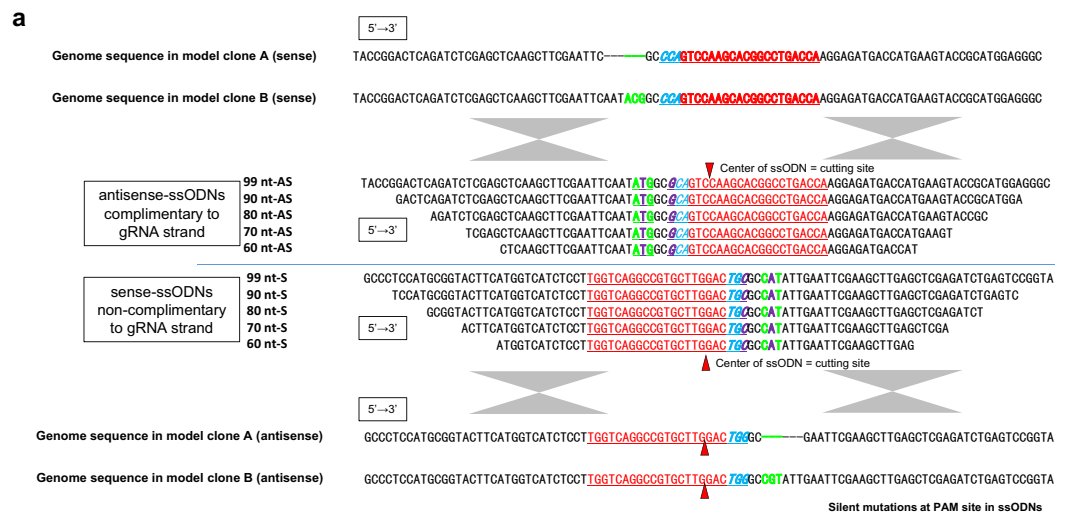 a
5'→3'
Genome sequence in model clone A (sense) TACCGGACTCAGATCTCGAGCTCAAGCTTCGAATTC------GCCCAGTCCAAGCACGGCCTGACCAAGGAGATGACCATGAAGTACCGCATGGAGGGC
Genome sequence in model clone B (sense) TACCGGACTCAGATCTCGAGCTCAAGCTTCGAATTCAATACGGCCCAGTCCAAGCACGGCCTGACCAAGGAGATGACCATGAAGTACCGCATGGAGGGC
Center of ssODN = cutting site
antisense-ssODNs
complimentary to
gRNA strand
5'→3'
99 nt-AS TACCGGACTCAGATCTCGAGCTCAAGCTTCGAATTCAATATGGCGCAGTCCAAGCACGGCCTGACCAAGGAGATGACCATGAAGTACCGCATGGAGGGC
90 nt-AS GACTCAGATCTCGAGCTCAAGCTTCGAATTCAATATGGCGCAGTCCAAGCACGGCCTGACCAAGGAGATGACCATGAAGTACCGCATGGA
80 nt-AS AGATCTCGAGCTCAAGCTTCGAATTCAATATGGCGCAGTCCAAGCACGGCCTGACCAAGGAGATGACCATGAAGTACCGC
70 nt-AS TCGAGCTCAAGCTTCGAATTCAATATGGCGCAGTCCAAGCACGGCCTGACCAAGGAGATGACCATGAAGT
60 nt-AS CTCAAGCTTCGAATTCAATATGGCGCAGTCCAAGCACGGCCTGACCAAGGAGATGACCAT
sense-ssODNs
non-complimentary
to gRNA strand
5'→3'
99 nt-S GCCCTCCATGCGGTACTTCATGGTCATCTCCTTGGTCAGGCCGTGCTTGGACTGCGCCATATTGAATTCGAAGCTTGAGCTCGAGATCTGAGTCCGGTA
90 nt-S TCCATGCGGTACTTCATGGTCATCTCCTTGGTCAGGCCGTGCTTGGACTGCGCCATATTGAATTCGAAGCTTGAGCTCGAGATCTGAGTC
80 nt-S GCGGTACTTCATGGTCATCTCCTTGGTCAGGCCGTGCTTGGACTGCGCCATATTGAATTCGAAGCTTGAGCTCGAGATCT
70 nt-S ACTTCATGGTCATCTCCTTGGTCAGGCCGTGCTTGGACTGCGCCATATTGAATTCGAAGCTTGAGCTCGA
60 nt-S ATGGTCATCTCCTTGGTCAGGCCGTGCTTGGACTGCGCCATATTGAATTCGAAGCTTGAG
Center of ssODN = cutting site
5'→3'
Genome sequence in model clone A (antisense) GCCCTCCATGCGGTACTTCATGGTCATCTCCTTGGTCAGGCCGTGCTTGGACTGGGC------GAATTCGAAGCTTGAGCTCGAGATCTGAGTCCGGTA
Genome sequence in model clone B (antisense) GCCCTCCATGCGGTACTTCATGGTCATCTCCTTGGTCAGGCCGTGCTTGGACTGGGCCGTATTGAATTCGAAGCTTGAGCTCGAGATCTGAGTCCGGTA
Silent mutations at PAM site in ssODNs